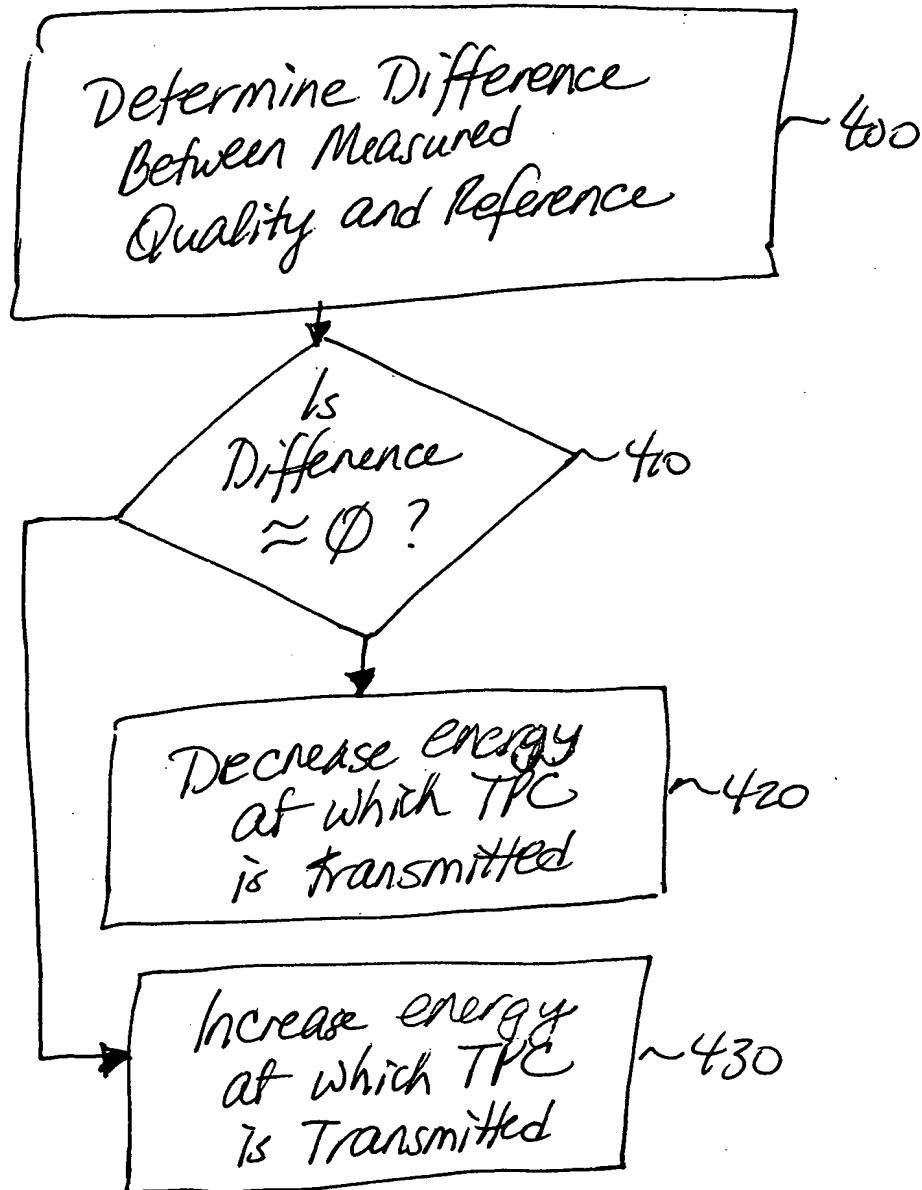 Determine Difference
Between Measured
Quality and Reference
400
Is
Difference
≈ Ø ?
410
Decrease energy
at which TPC
is transmitted
420
Increase energy
at which TPC
is Transmitted
430